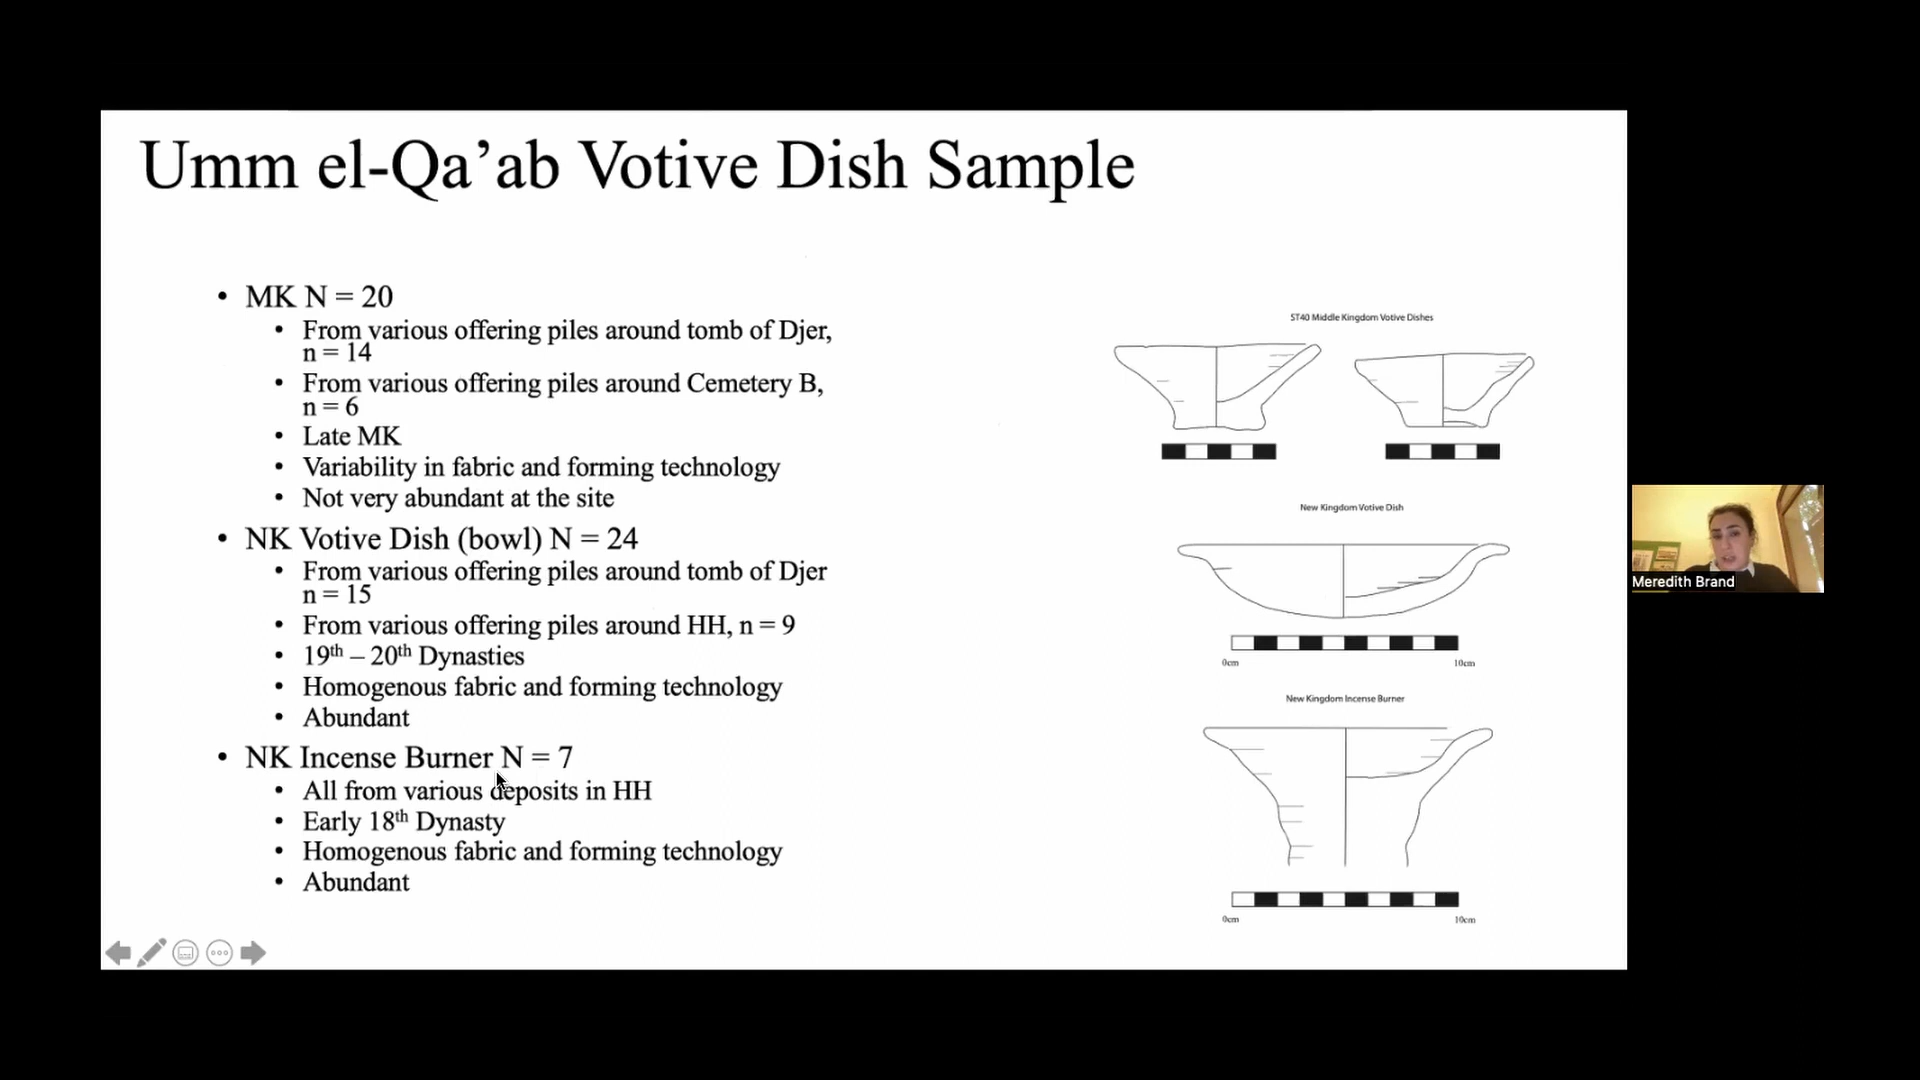 Umm el-Qa’ab Votive Dish Sample
• MK N = 20
• From various offering piles around tomb of Djer,
n = 14
• From various offering piles around Cemetery B,
n = 6
• Late MK
• Variability in fabric and forming technology
• Not very abundant at the site
• NK Votive Dish (bowl) N = 24
• From various offering piles around tomb of Djer
n = 15
• From various offering piles around HH, n = 9
• 19th – 20th Dynasties
• Homogenous fabric and forming technology
• Abundant
• NK Incense Burner N = 7
• All from various deposits in HH
• Early 18th Dynasty
• Homogenous fabric and forming technology
• Abundant
ST40 Middle Kingdom Votive Dishes
New Kingdom Votive Dish
0cm 10cm
New Kingdom Incense Burner
0cm 10cm
Meredith Brand